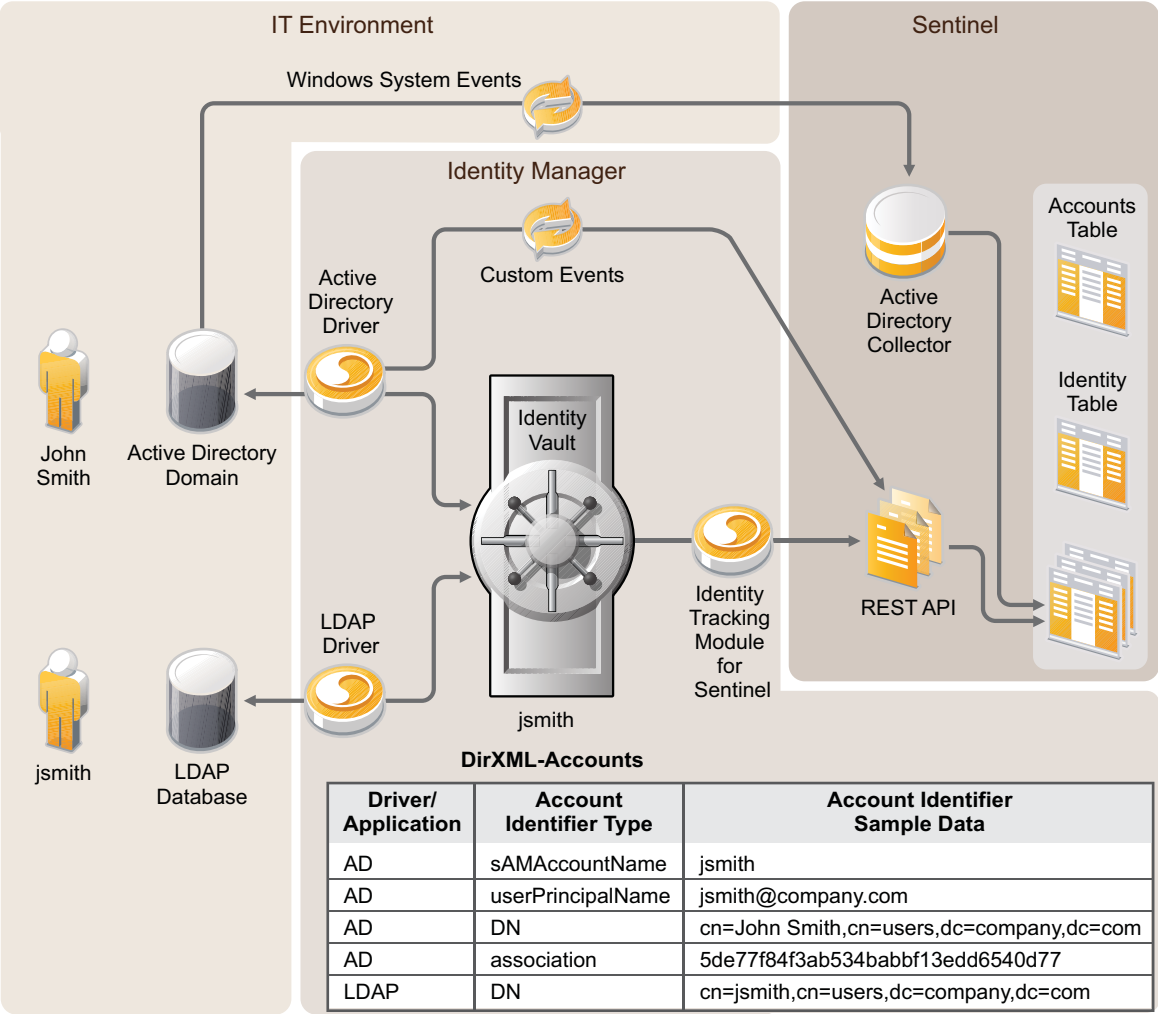 IT Environment
Sentinel
Windows System Events
Identity Manager
Custom Events
Active
Directory
Driver
Accounts
Table
Active
Directory
Collector
Identity
Table
John
Smith
Active Directory
Domain
Identity
Vault
LDAP
Driver
Identity
Tracking
Module
for
Sentinel
REST API
jsmith
LDAP
Database
jsmith
DirXML-Accounts
Driver/
Application
Account
Identifier Type
Account Identifier
Sample Data
AD sAMAccountName jsmith
AD userPrincipalName jsmith@company.com
AD DN cn=John Smith,cn=users,dc=company,dc=com
AD association 5de77f84f3ab534babbf13edd6540d77
LDAP DN cn=jsmith,cn=users,dc=company,dc=com